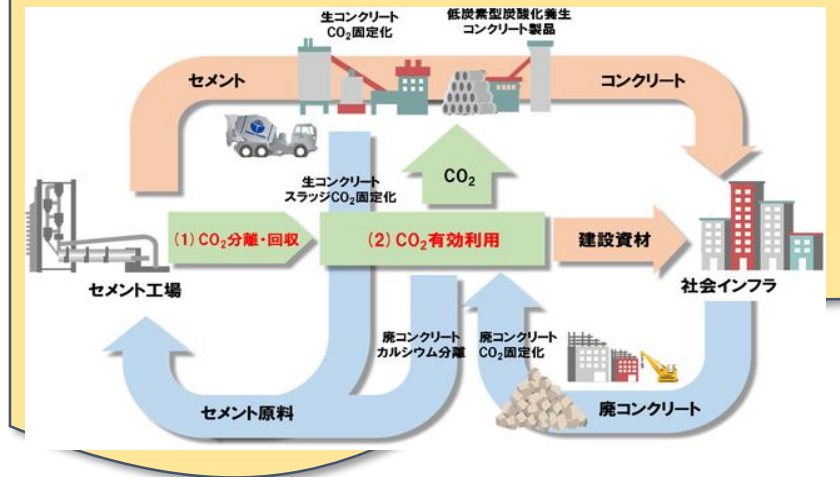 生コンクリート
CO₂固定化
低炭素型炭酸化養生
コンクリート製品
セメント
コンクリート
CO₂
生コンクリート
スラッジCO₂固定化
(1)CO₂分離・回収
(2)CO₂有効利用
建設資材
セメント工場
社会インフラ
廃コンクリート
カルシウム分離
廃コンクリート
CO₂固定化
セメント原料
廃コンクリート